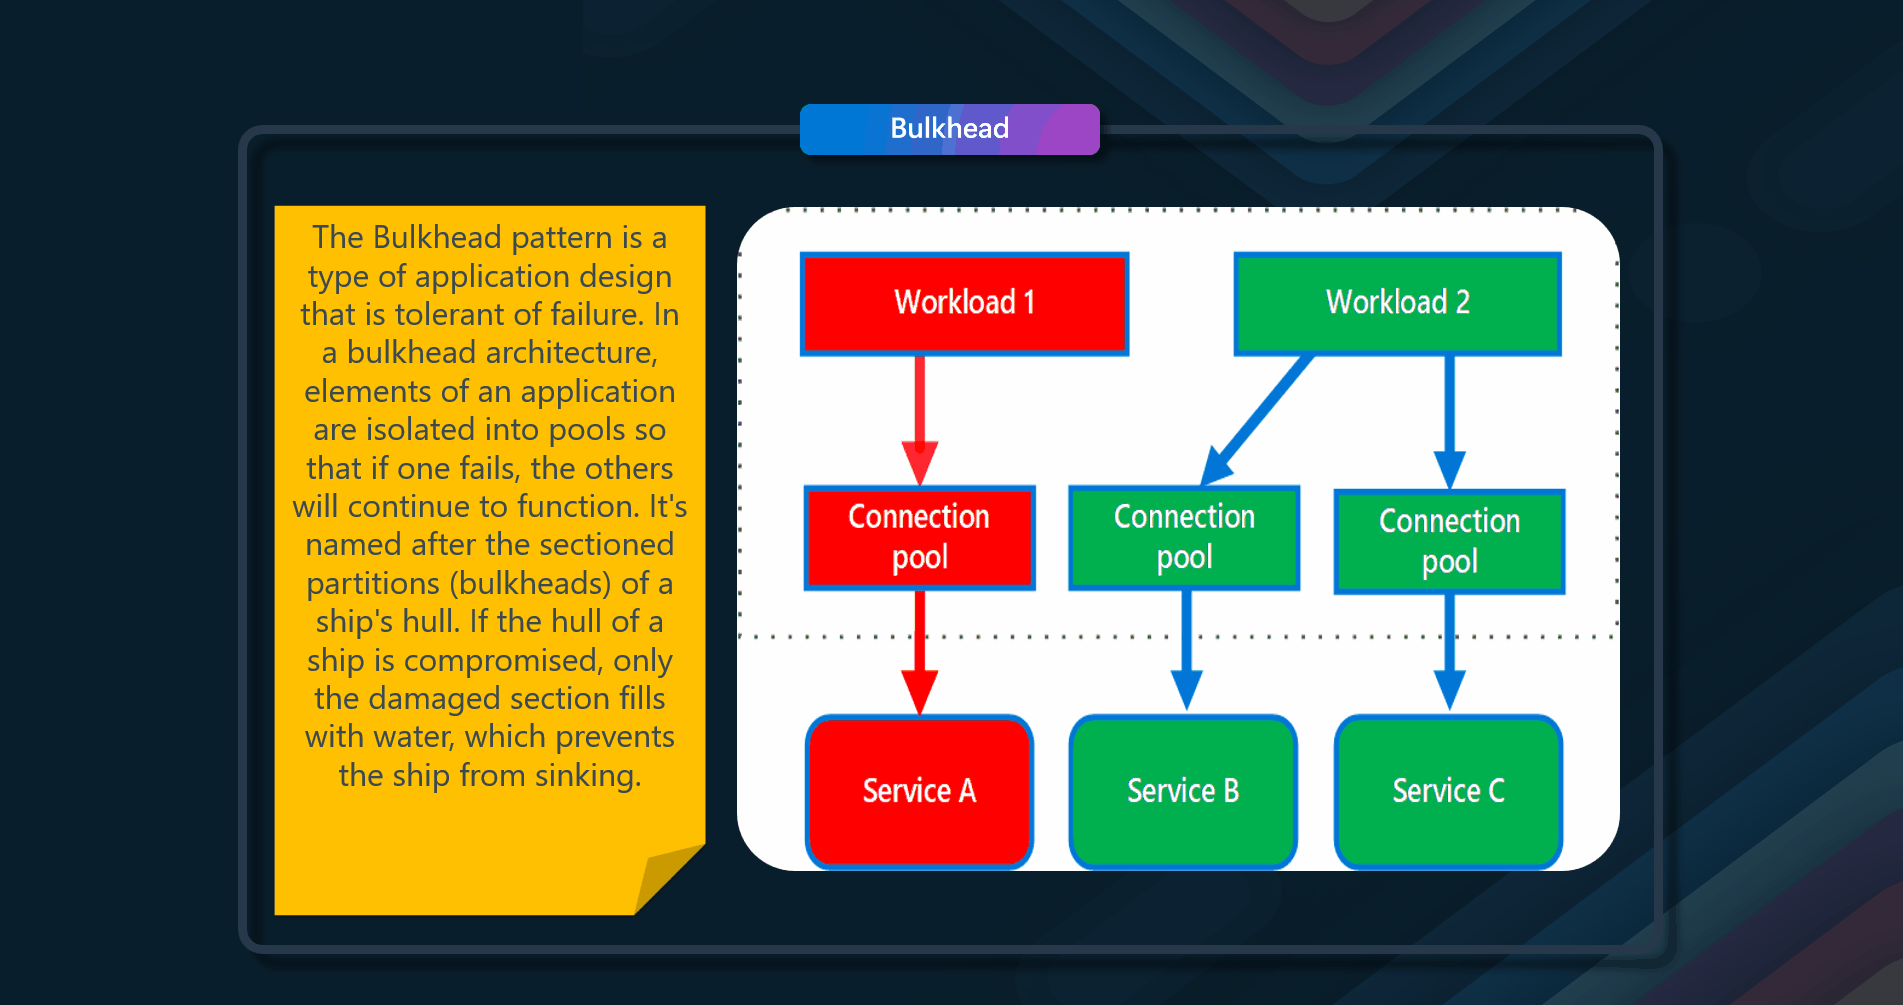 Bulkhead
The Bulkhead pattern is a
type of application design
that is tolerant of failure. In
a bulkhead architecture,
elements of an application
are isolated into pools so
that if one fails, the others
will continue to function. It's
named after the sectioned
partitions (bulkheads) of a
ship's hull. If the hull of a
ship is compromised, only
the damaged section fills
with water, which prevents
the ship from sinking.
Workload 1
Workload 2
Connection
pool
Connection
pool
Connection
pool
Service A
Service B
Service C